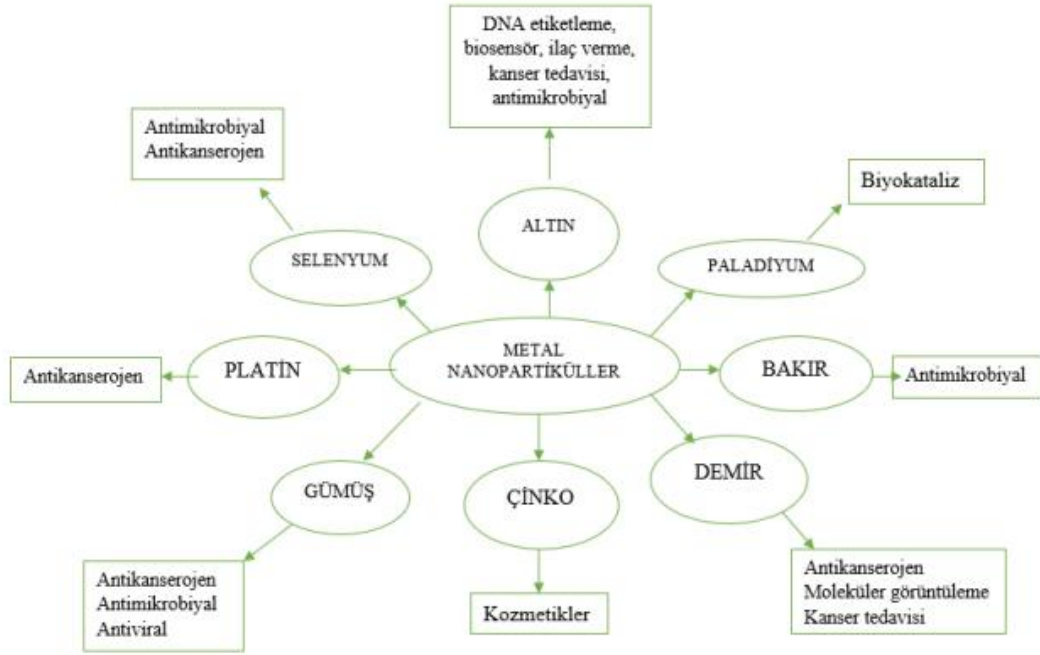 DNA etiketleme,
biosensör, ilaç verme,
kanser tedavisi,
antimikrobiyal
Antimikrobiyal
Antikanserojen
Biyokataliz
ALTIN
SELENYUM
PALADİYUM
METAL
NANOPARTİKÜLLER
Antikanserojen
PLATİN
BAKIR
Antimikrobiyal
GÜMÜŞ
ÇİNKO
DEMİR
Antikanserojen
Antimikrobiyal
Antiviral
Kozmetikler
Antikanserojen
Moleküler görüntüleme
Kanser tedavisi